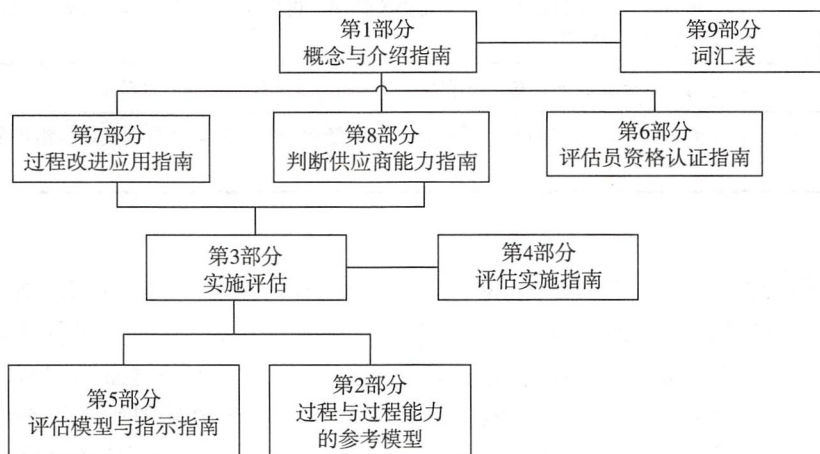 第1部分
概念与介绍指南
第9部分
词汇表
第7部分
过程改进应用指南
第8部分
判断供应商能力指南
第6部分
评估员资格认证指南
第3部分
实施评估
第4部分
评估实施指南
第5部分
评估模型与指示指南
第2部分
过程与过程能力
的参考模型